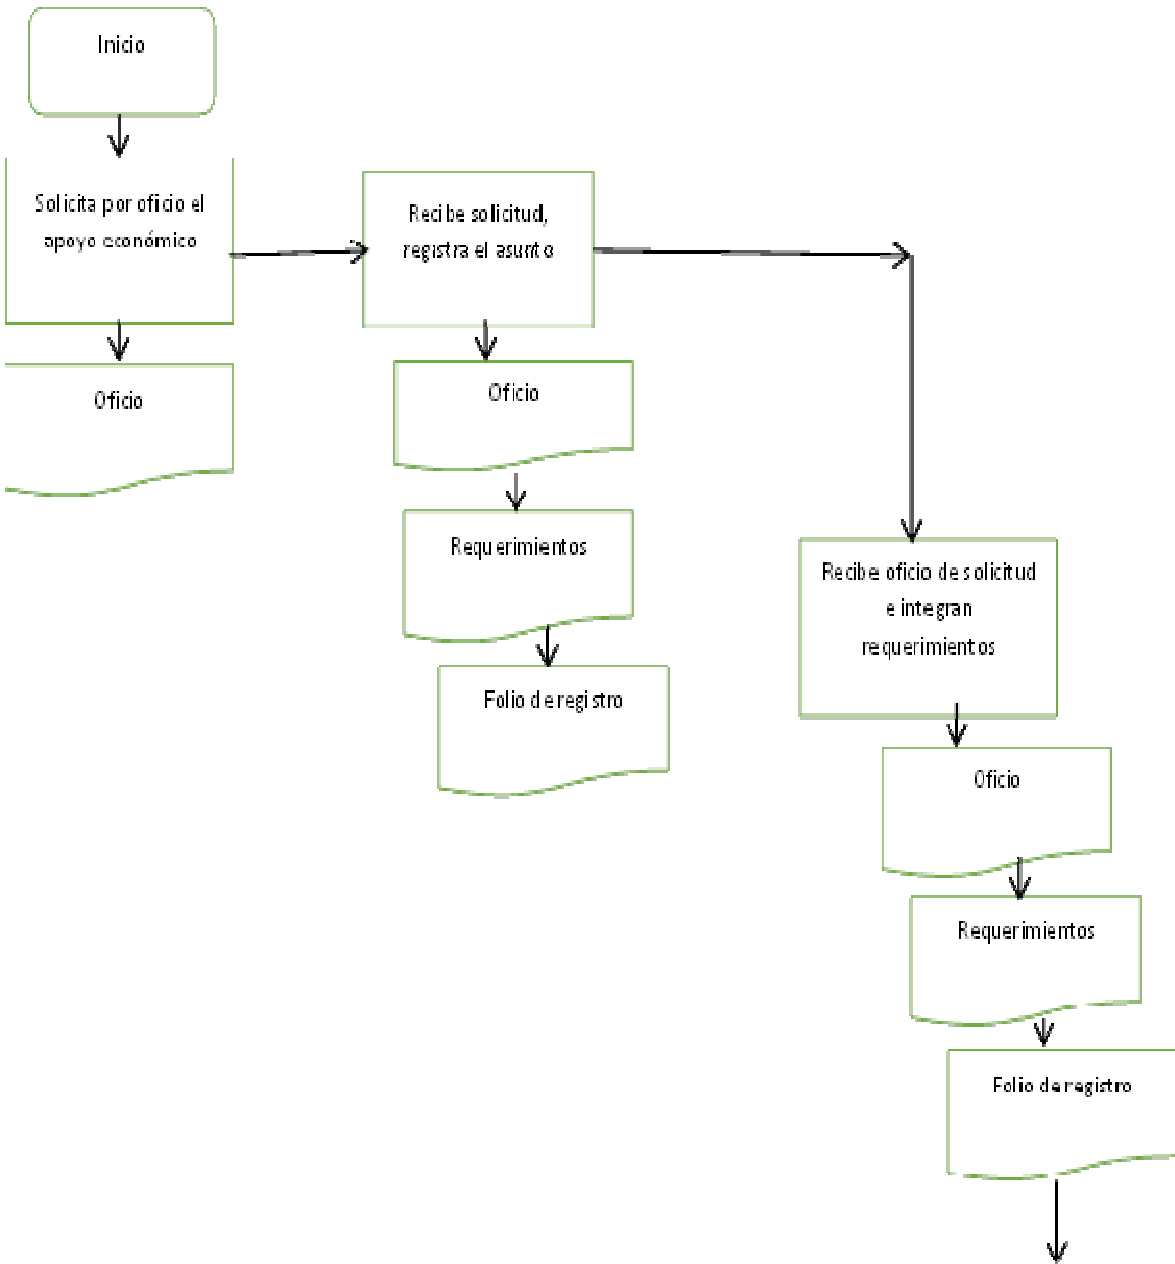 Inicio
Solicita por oficio el
apoyo económico
Oficio
Recibe solicitud,
registra el asunto
Oficio
Requerimientos
Folio de registro
Recibe oficio de solicitud
e integran
requerimientos
Oficio
Requerimientos
Folio de registro